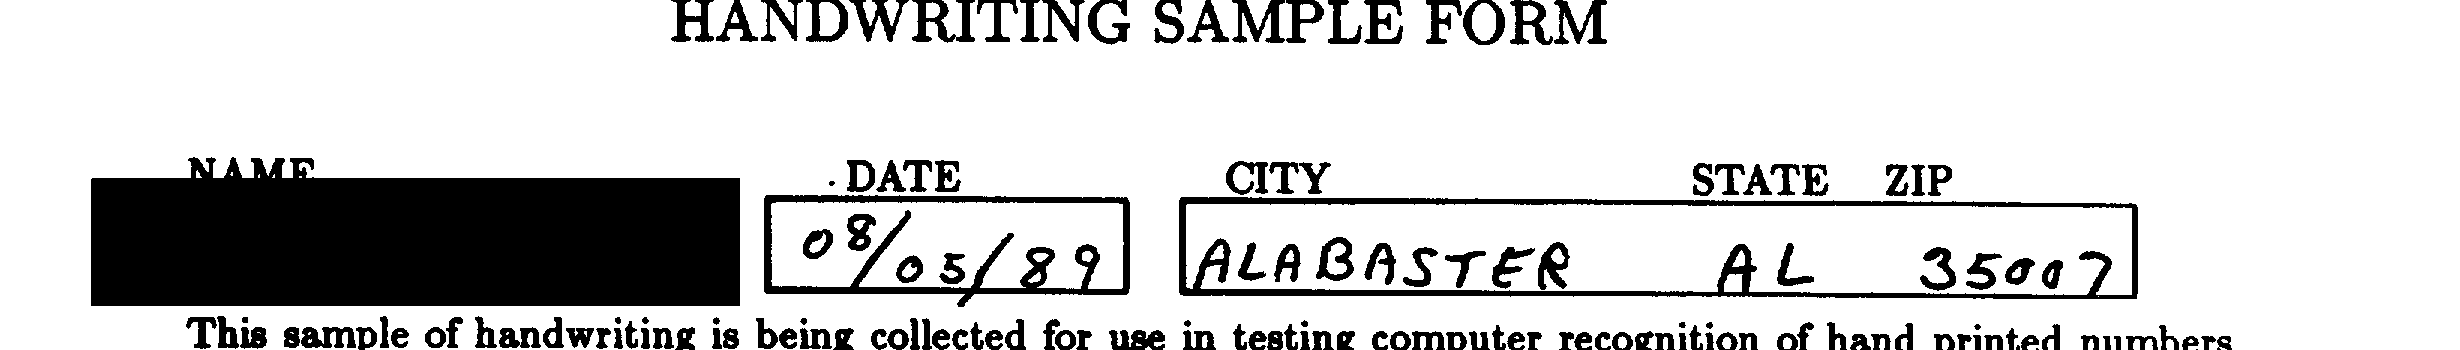 HANDWRITING SAMPLE FORM
NAME DATE CITY STATE ZIP
08/05/89 ALABASTER AL 35007
This sample of handwriting is being collected for use in testing computer recognition of hand printed numbers